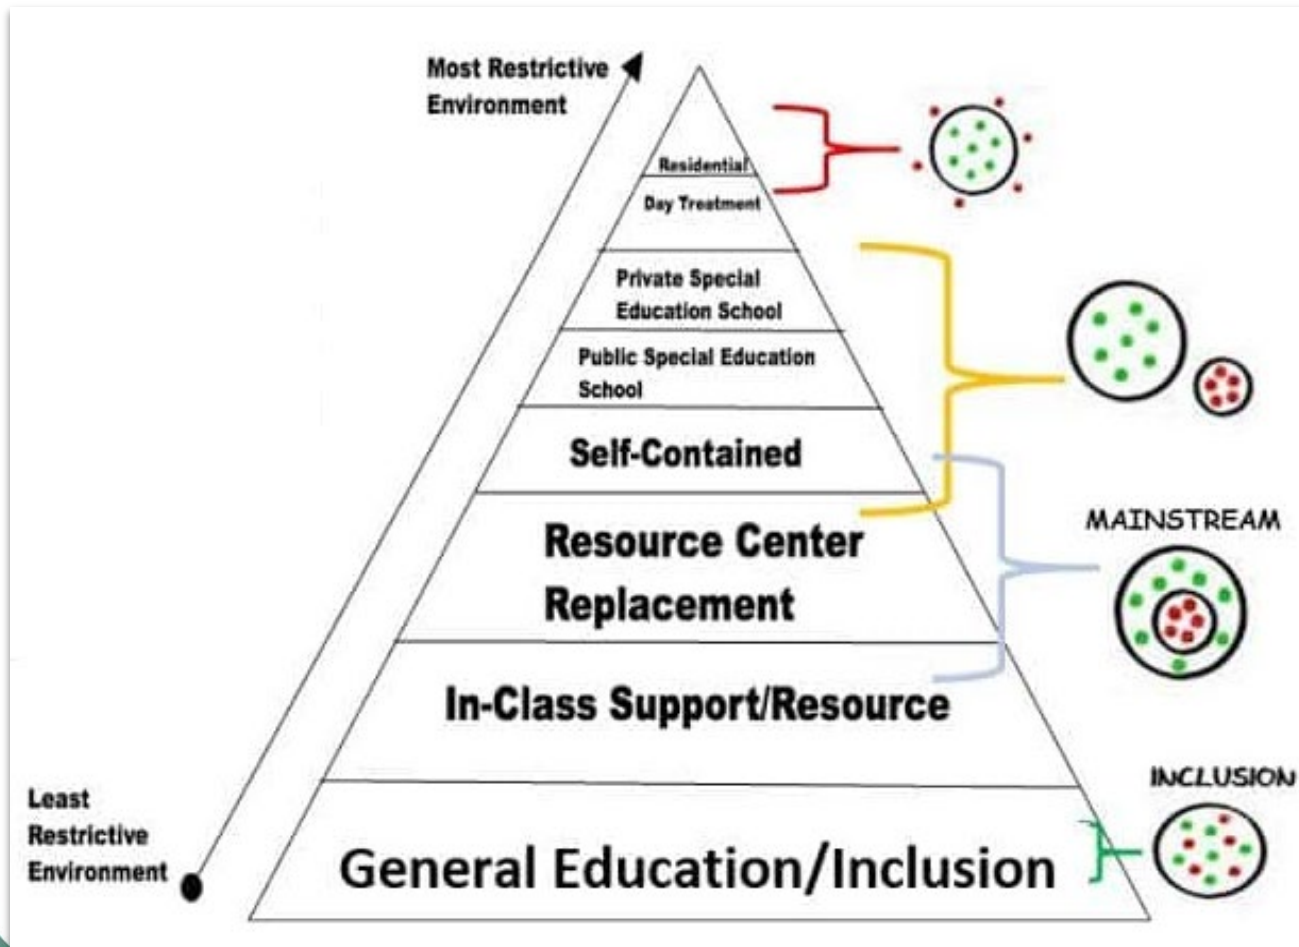 Most Restrictive
Environment
Residential
Day Treatment
Private Special
Education School
Public Special Education
School
Self-Contained
Resource Center
Replacement
MAINSTREAM
In-Class Support/Resource
INCLUSION
Least
Restrictive
Environment
General Education/Inclusion